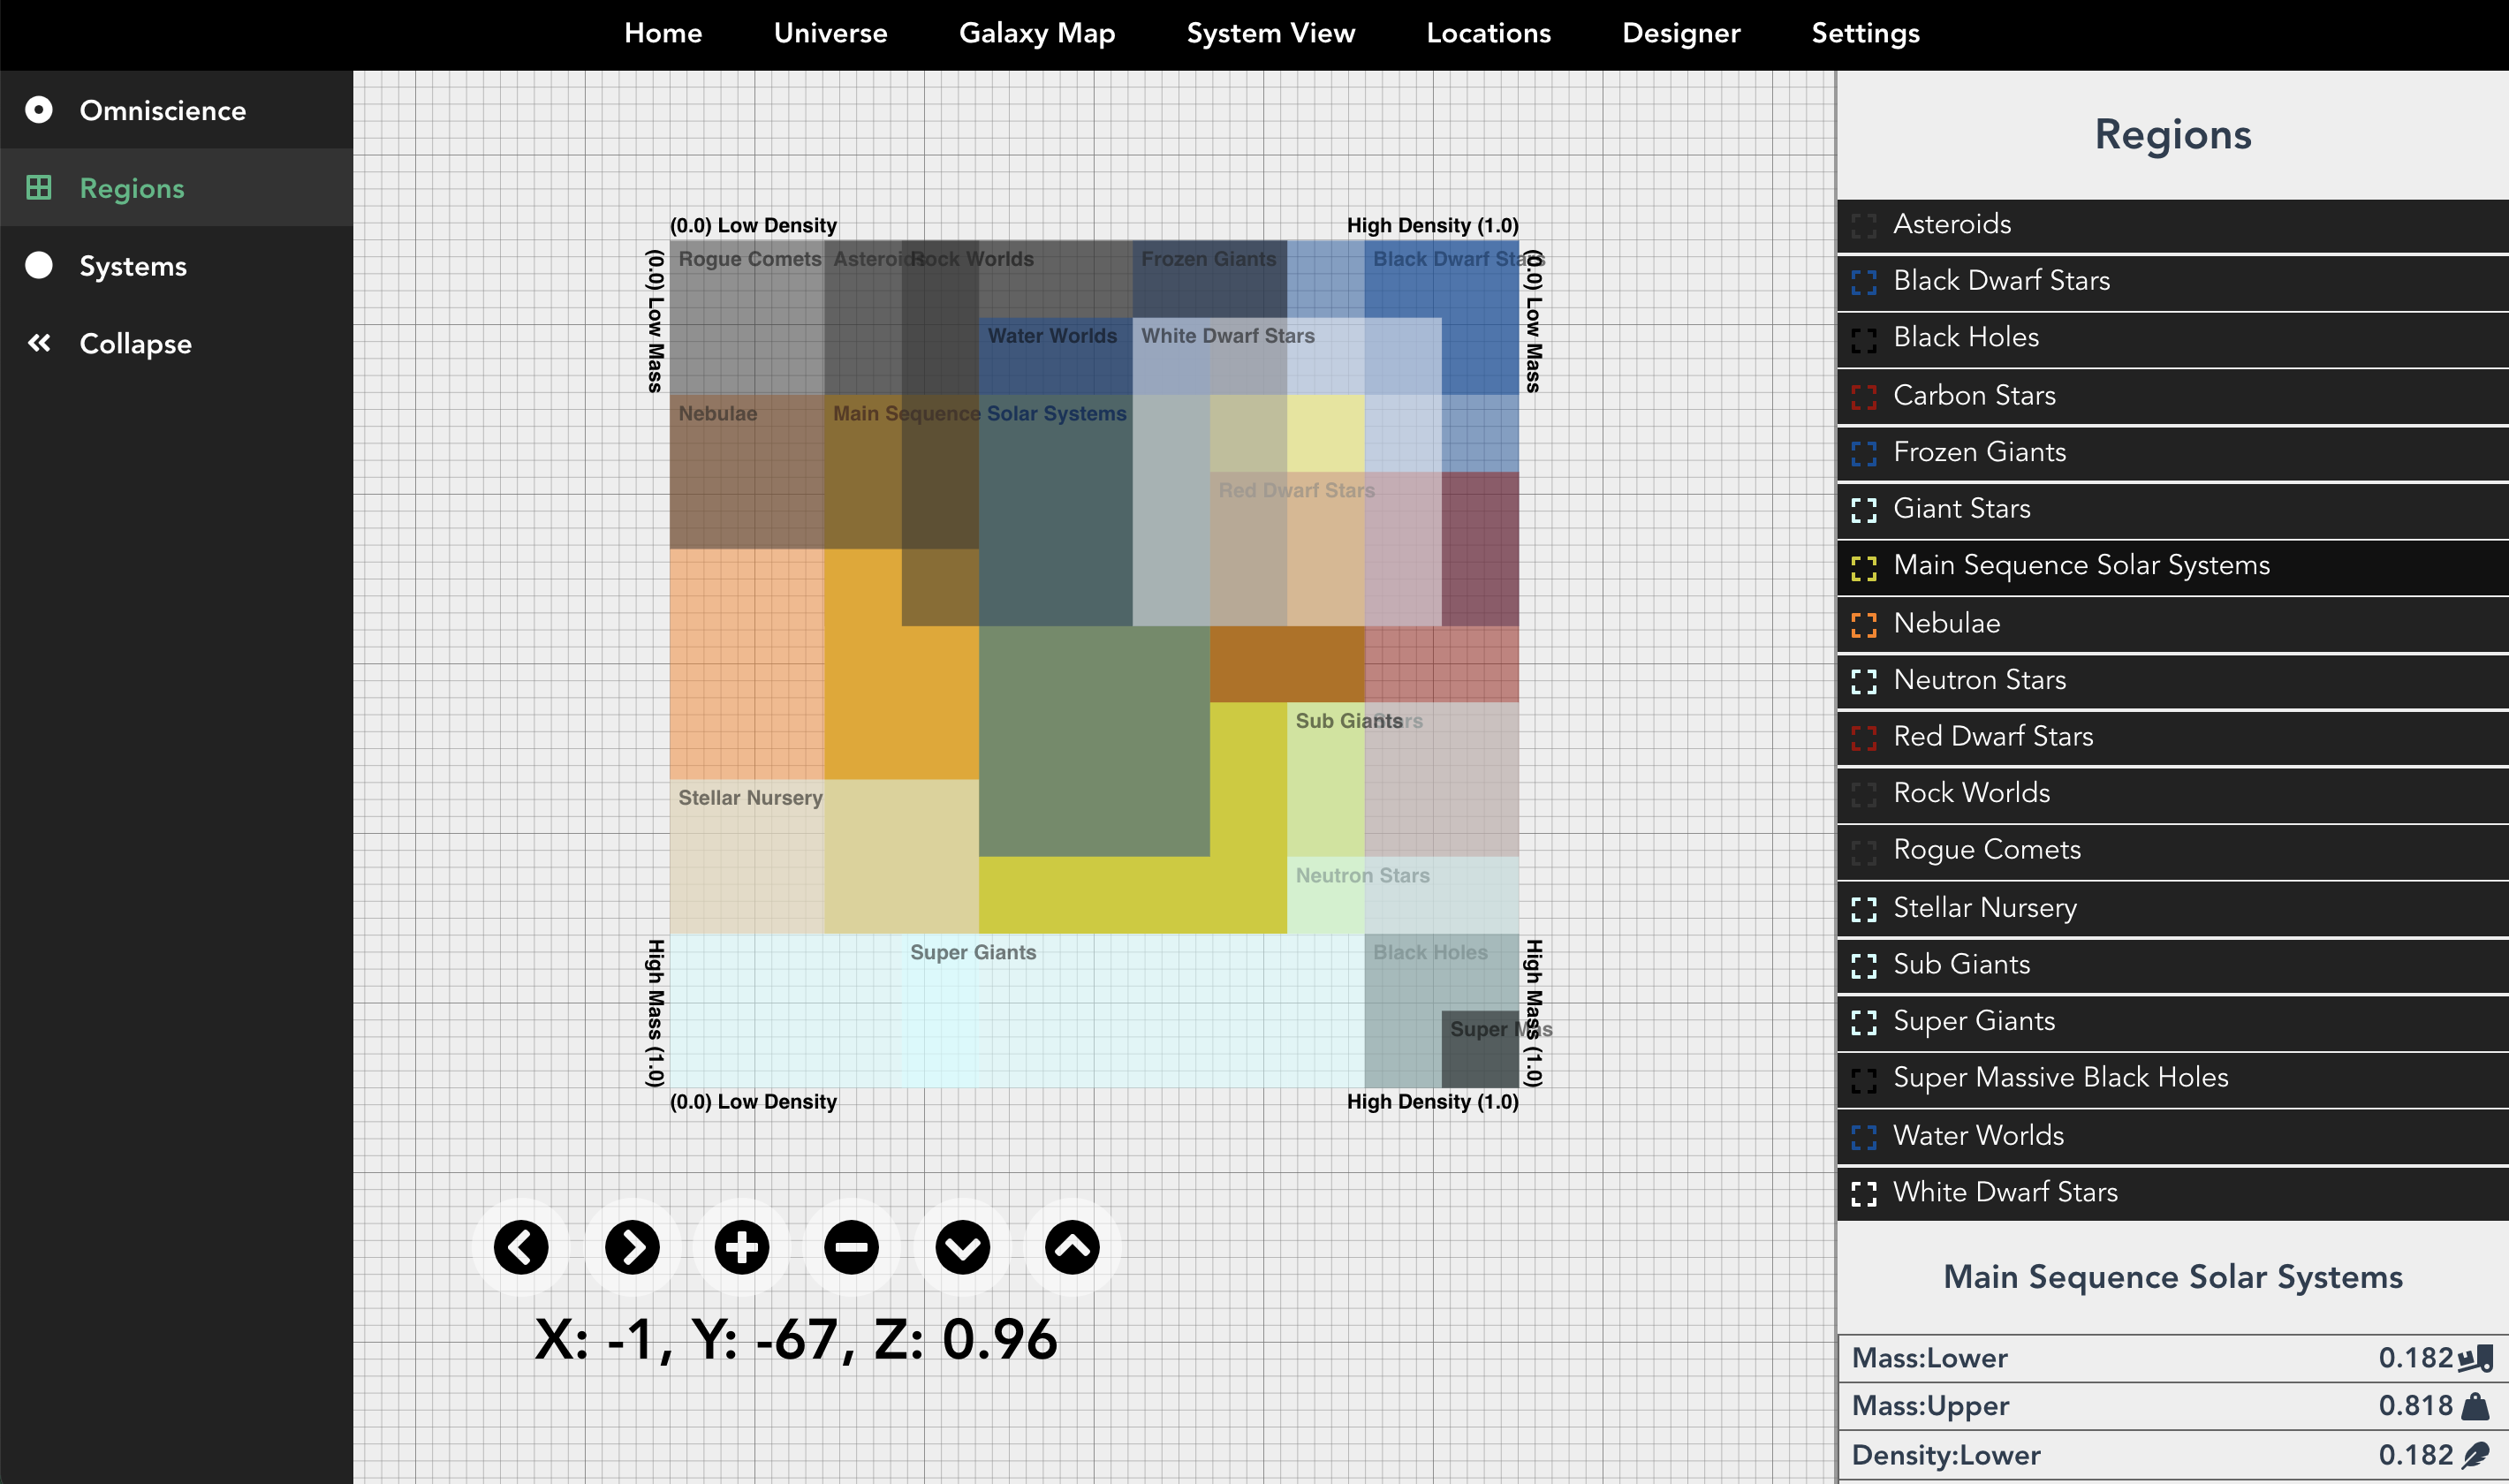 Home Universe Galaxy Map System View Locations Designer Settings
Omniscience
Regions
Systems
Collapse
(0.0) Low Density High Density (1.0)
(0.0) Low Mass
(0.0) Low Mass
Rogue Comets Asteroids Rock Worlds Frozen Giants Black Dwarf Stars
Water Worlds White Dwarf Stars
Nebulae Main Sequence Solar Systems
Red Dwarf Stars
Sub Giants Stars
Stellar Nursery
Neutron Stars
Super Giants Black Holes
Super Mas
High Mass (1.0)
High Mass (1.0)
(0.0) Low Density High Density (1.0)
X: -1, Y: -67, Z: 0.96
Regions
Asteroids
Black Dwarf Stars
Black Holes
Carbon Stars
Frozen Giants
Giant Stars
Main Sequence Solar Systems
Nebulae
Neutron Stars
Red Dwarf Stars
Rock Worlds
Rogue Comets
Stellar Nursery
Sub Giants
Super Giants
Super Massive Black Holes
Water Worlds
White Dwarf Stars
Main Sequence Solar Systems
Mass:Lower 0.182
Mass:Upper 0.818
Density:Lower 0.182